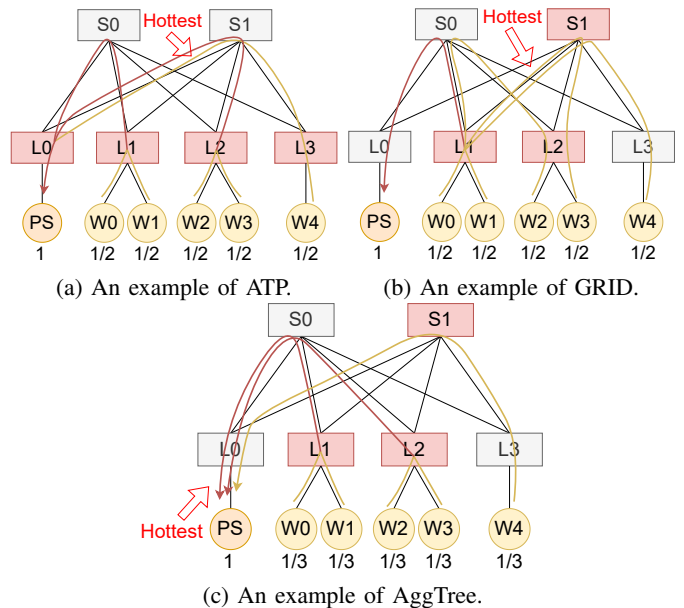 Hottest
S0 S1
L0 L1 L2 L3
PS W0 W1 W2 W3 W4
1 1/2 1/2 1/2 1/2 1/2
(a) An example of ATP.
S0 Hottest S1
L0 L1 L2 L3
PS W0 W1 W2 W3 W4
1 1/2 1/2 1/2 1/2 1/2
(b) An example of GRID.
S0 S1
L0 L1 L2 L3
Hottest
PS W0 W1 W2 W3 W4
1 1/3 1/3 1/3 1/3 1/3
(c) An example of AggTree.